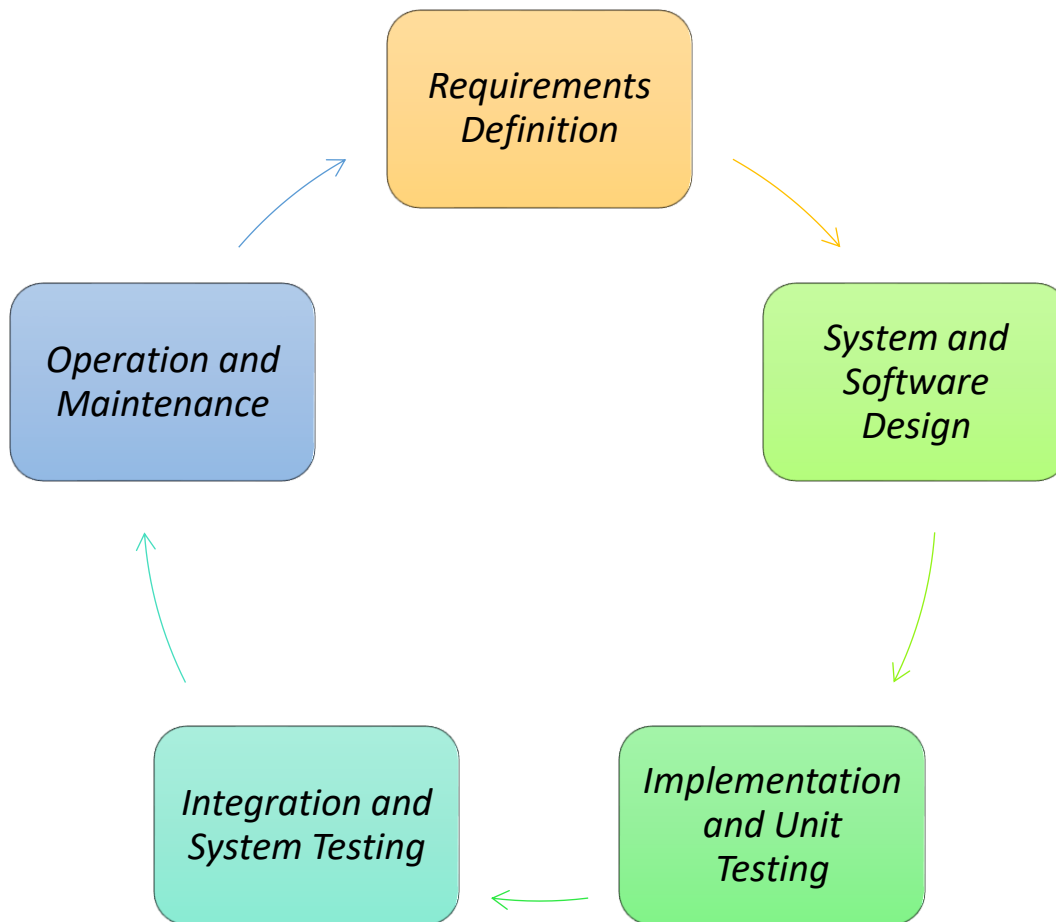 Requirements
Definition
System and
Software
Design
Implementation
and Unit
Testing
Integration and
System Testing
Operation and
Maintenance